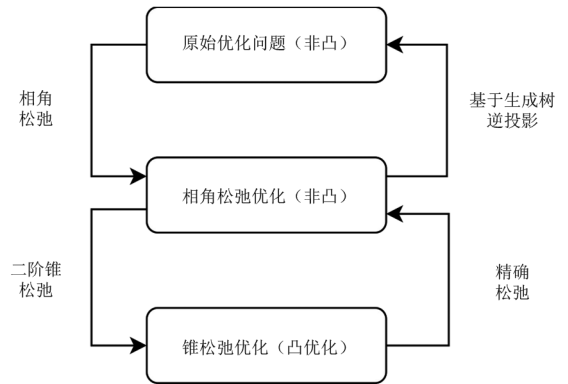 原始优化问题（非凸）
相角
松弛
基于生成树
逆投影
相角松弛优化（非凸）
二阶锥
松弛
精确
松弛
锥松弛优化（凸优化）